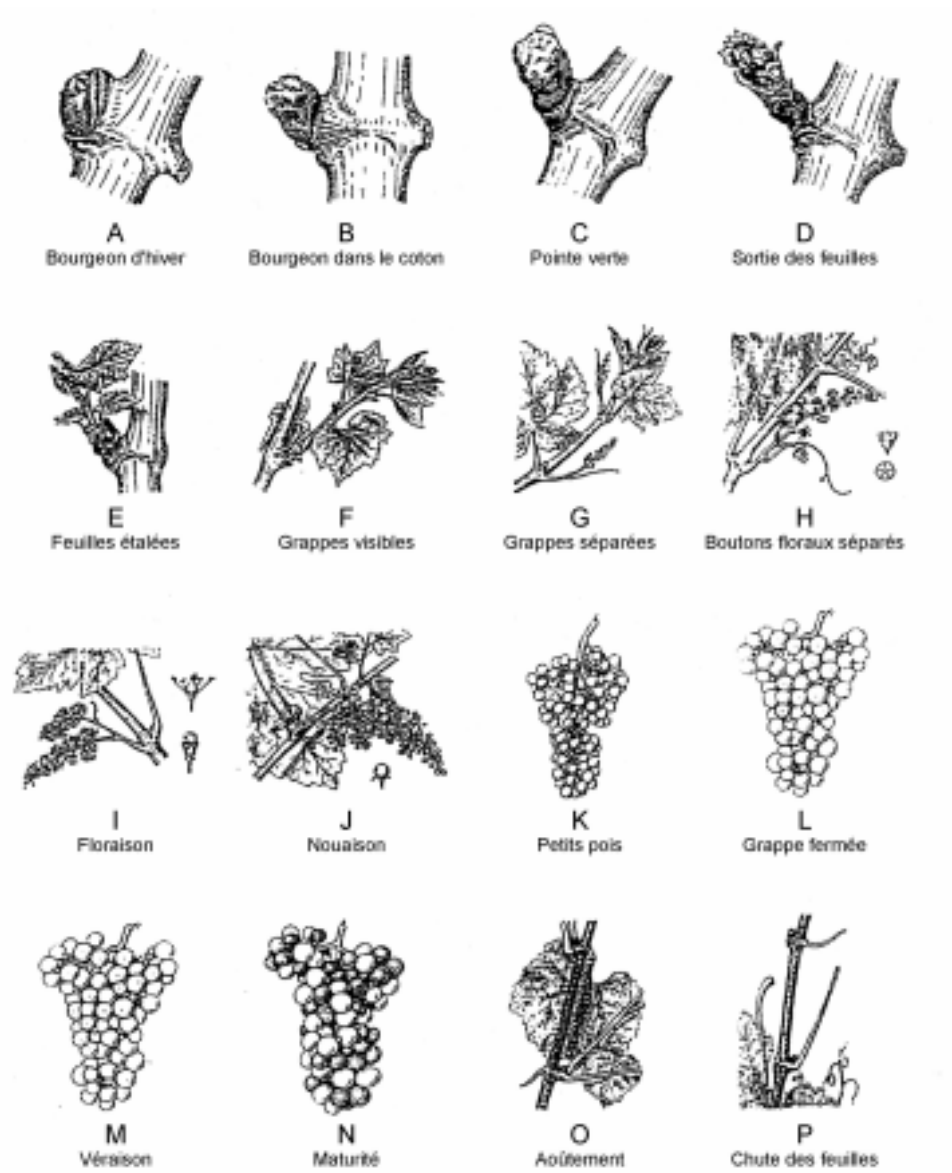 A B C D
Bourgeon d'hiver Bourgeon dans le coton Pointe verte Sortie des feuilles
E F G H
Feuilles étalées Grappes visibles Grappes séparées Boutons floraux séparés
I J K L
Floraison Nouaison Petits pois Grappe fermée
M N O P
Véraison Maturité Aoûtement Chute des feuilles